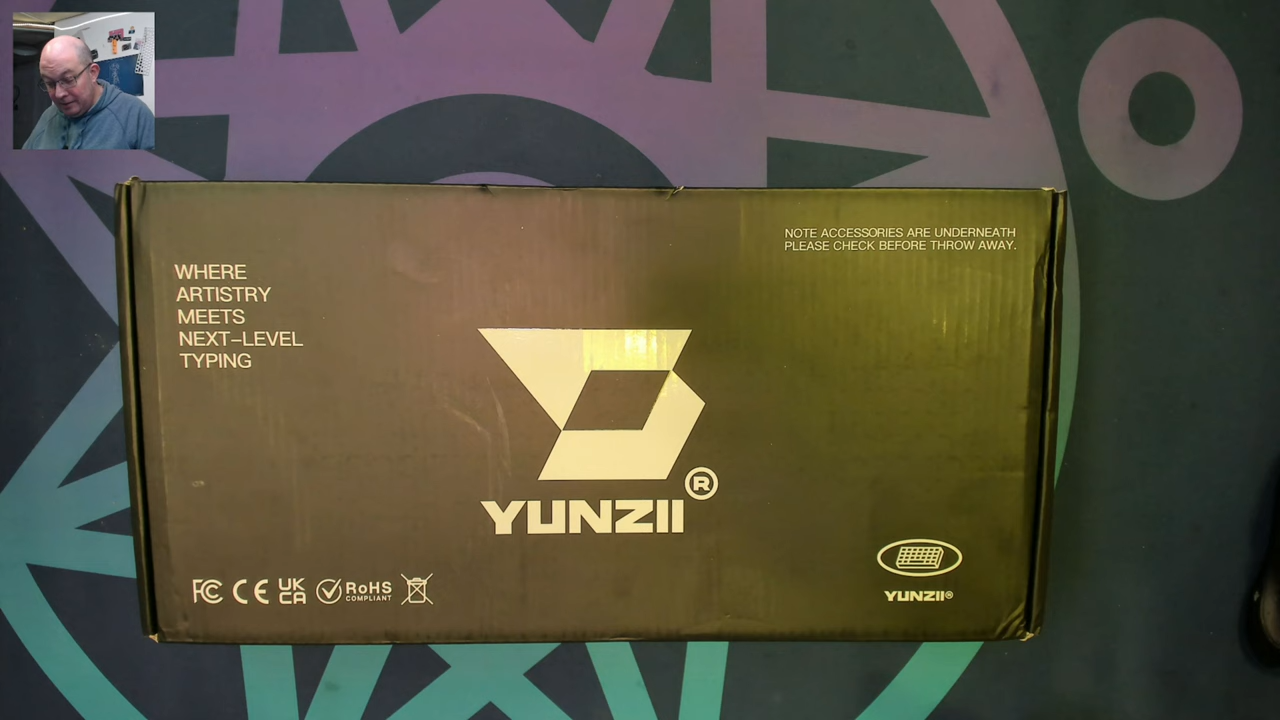 NOTE ACCESSORIES ARE UNDERNEATH
PLEASE CHECK BEFORE THROW AWAY.
WHERE
ARTISTRY
MEETS
NEXT-LEVEL
TYPING
YUNZII®
FC CE UK CA RoHS COMPLIANT
YUNZII®